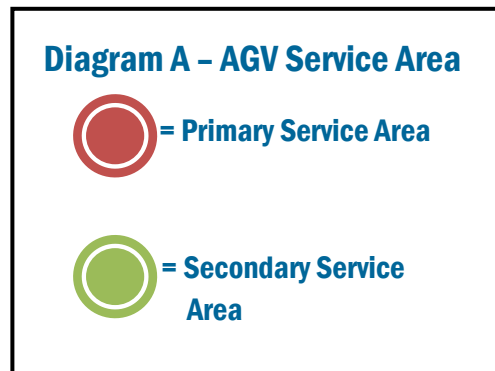 Diagram A – AGV Service Area
= Primary Service Area
= Secondary Service
Area